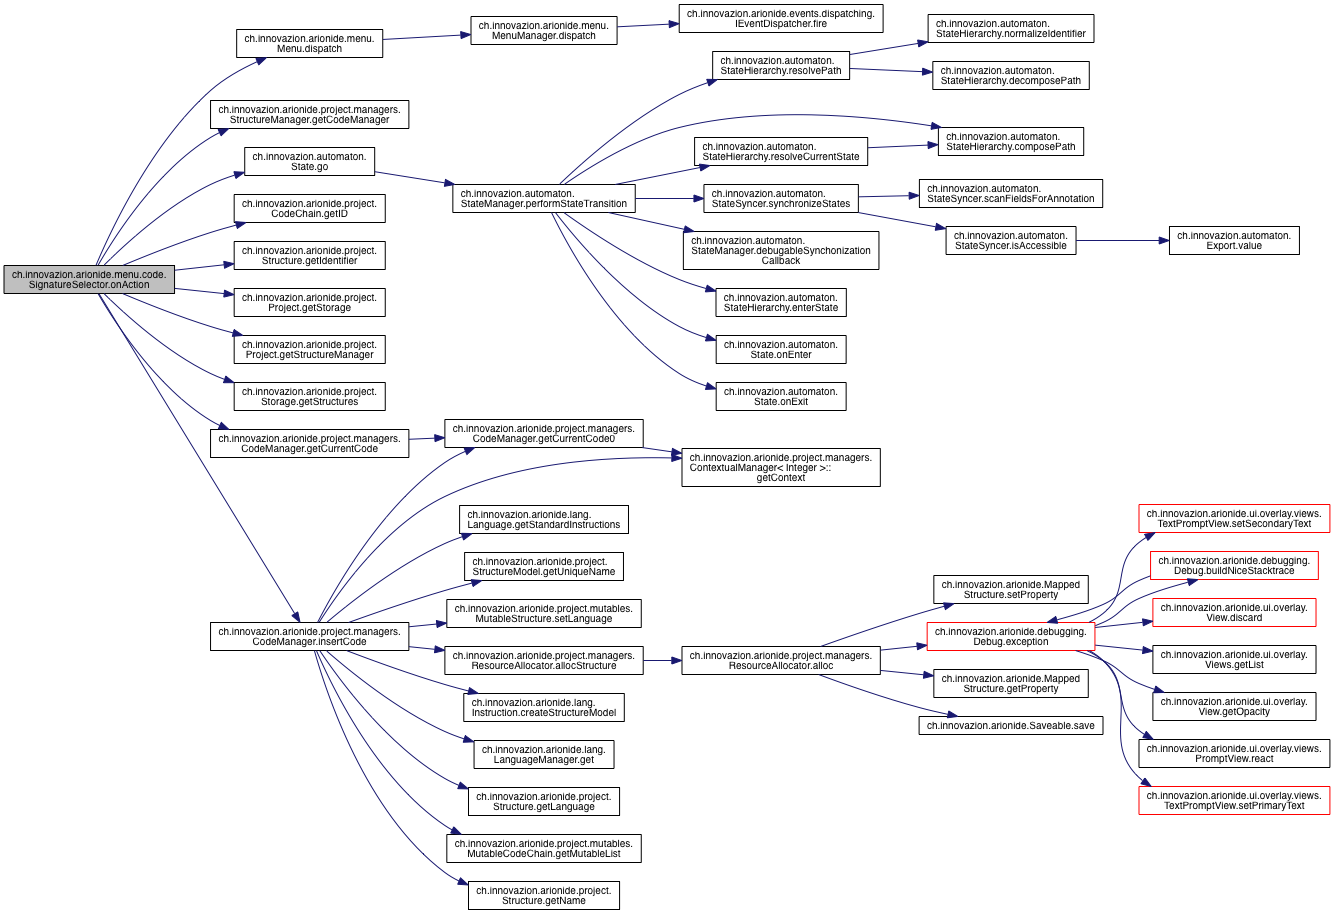 ch.innovazion.arionide.menu.code.
SignatureSelector.onAction
ch.innovazion.arionide.menu.
Menu.dispatch
ch.innovazion.arionide.project.managers.
StructureManager.getCodeManager
ch.innovazion.automaton.
State.go
ch.innovazion.arionide.project.
CodeChain.getID
ch.innovazion.arionide.project.
Structure.getIdentifier
ch.innovazion.arionide.project.
Project.getStorage
ch.innovazion.arionide.project.
Project.getStructureManager
ch.innovazion.arionide.project.
Storage.getStructures
ch.innovazion.arionide.project.managers.
CodeManager.getCurrentCode
ch.innovazion.arionide.project.managers.
CodeManager.insertCode
ch.innovazion.arionide.menu.
MenuManager.dispatch
ch.innovazion.automaton.
StateManager.performStateTransition
ch.innovazion.arionide.project.managers.
CodeManager.getCurrentCode0
ch.innovazion.arionide.lang.
Language.getStandardInstructions
ch.innovazion.arionide.project.
StructureModel.getUniqueName
ch.innovazion.arionide.project.mutables.
MutableStructure.setLanguage
ch.innovazion.arionide.project.managers.
ResourceAllocator.allocStructure
ch.innovazion.arionide.lang.
Instruction.createStructureModel
ch.innovazion.arionide.lang.
LanguageManager.get
ch.innovazion.arionide.project.
Structure.getLanguage
ch.innovazion.arionide.project.mutables.
MutableCodeChain.getMutableList
ch.innovazion.arionide.project.
Structure.getName
ch.innovazion.arionide.events.dispatching.
IEventDispatcher.fire
ch.innovazion.automaton.
StateHierarchy.resolvePath
ch.innovazion.automaton.
StateHierarchy.resolveCurrentState
ch.innovazion.automaton.
StateSyncer.synchronizeStates
ch.innovazion.automaton.
StateManager.debugableSynchonization
Callback
ch.innovazion.automaton.
StateHierarchy.enterState
ch.innovazion.automaton.
State.onEnter
ch.innovazion.automaton.
State.onExit
ch.innovazion.arionide.project.managers.
ContextualManager< Integer >::
getContext
ch.innovazion.arionide.project.managers.
ResourceAllocator.alloc
ch.innovazion.automaton.
StateHierarchy.normalizeIdentifier
ch.innovazion.automaton.
StateHierarchy.decomposePath
ch.innovazion.automaton.
StateHierarchy.composePath
ch.innovazion.automaton.
StateSyncer.scanFieldsForAnnotation
ch.innovazion.automaton.
StateSyncer.isAccessible
ch.innovazion.arionide.Mapped
Structure.setProperty
ch.innovazion.arionide.debugging.
Debug.exception
ch.innovazion.arionide.Mapped
Structure.getProperty
ch.innovazion.arionide.Saveable.save
ch.innovazion.automaton.
Export.value
ch.innovazion.arionide.ui.overlay.views.
TextPromptView.setSecondaryText
ch.innovazion.arionide.debugging.
Debug.buildNiceStacktrace
ch.innovazion.arionide.ui.overlay.
View.discard
ch.innovazion.arionide.ui.overlay.
Views.getList
ch.innovazion.arionide.ui.overlay.
View.getOpacity
ch.innovazion.arionide.ui.overlay.views.
PromptView.react
ch.innovazion.arionide.ui.overlay.views.
TextPromptView.setPrimaryText